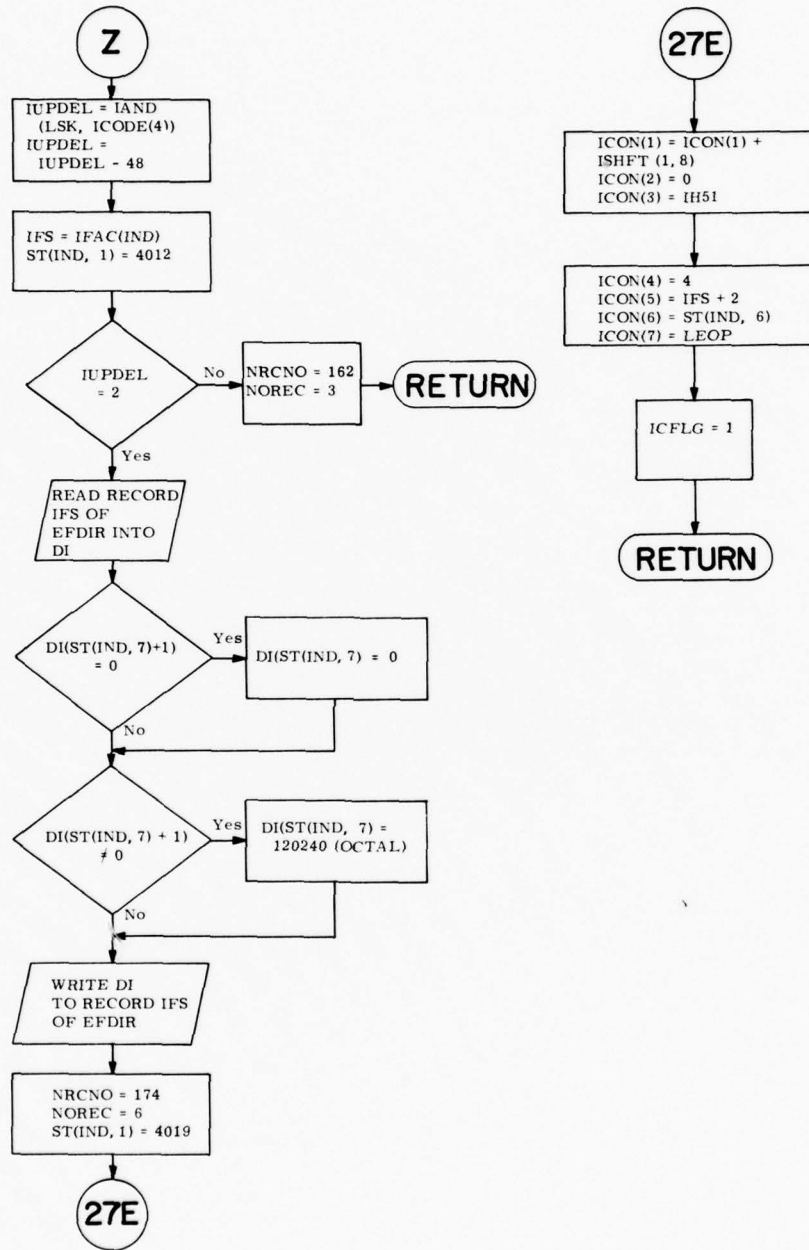 Z
IUPDEL = IAND
(LSK, ICODE(4))
IUPDEL =
IUPDEL - 48
IFS = IFAC(IND)
ST(IND, 1) = 4012
IUPDEL
= 2
No
NRCNO = 162
NOREC = 3
RETURN
Yes
READ RECORD
IFS OF
EFDIR INTO
DI
DI(ST(IND, 7)+1)
= 0
Yes
DI(ST(IND, 7) = 0
No
DI(ST(IND, 7) + 1)
≠ 0
Yes
DI(ST(IND, 7) =
120240 (OCTAL)
No
WRITE DI
TO RECORD IFS
OF EFDIR
NRCNO = 174
NOREC = 6
ST(IND, 1) = 4019
27E
27E
ICON(1) = ICON(1) +
ISHFT (1, 8)
ICON(2) = 0
ICON(3) = IH51
ICON(4) = 4
ICON(5) = IFS + 2
ICON(6) = ST(IND, 6)
ICON(7) = LEOP
ICFLG = 1
RETURN